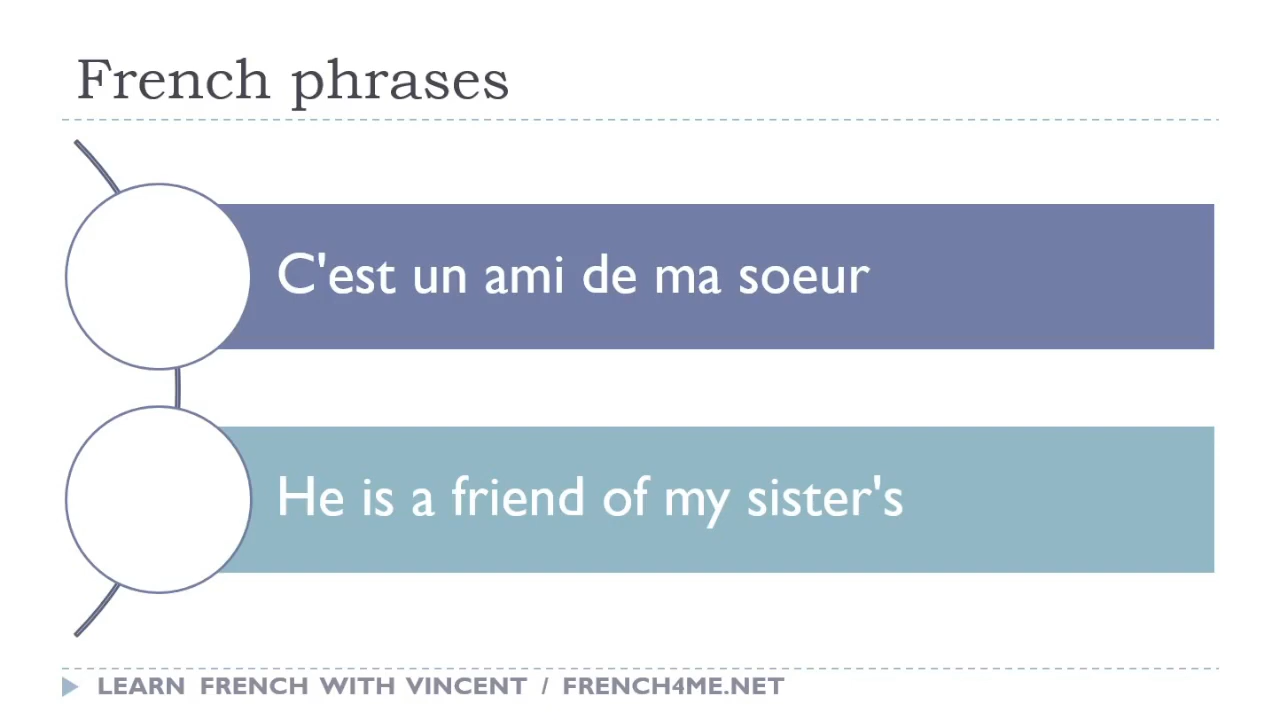 French phrases
C'est un ami de ma soeur
He is a friend of my sister's
LEARN FRENCH WITH VINCENT / FRENCH4ME.NET